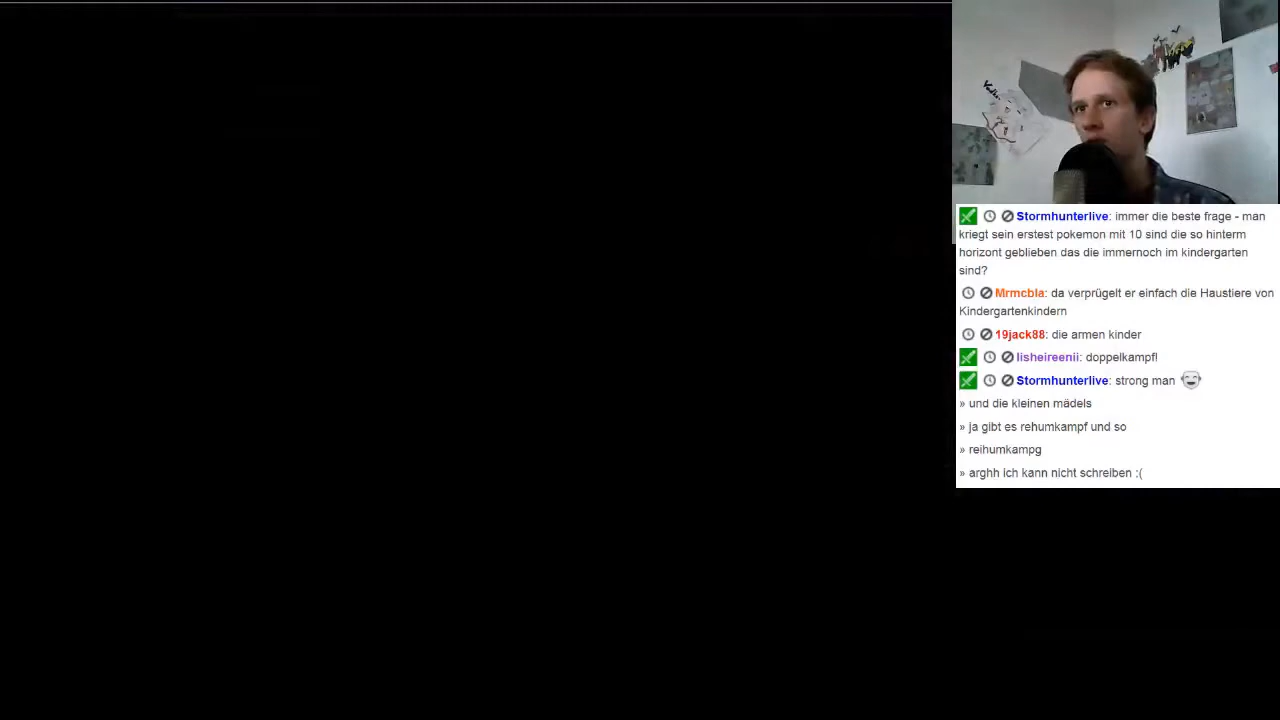 Stormhunterlive: immer die beste frage - man
kriegt sein erstest pokemon mit 10 sind die so hinterm
horizont geblieben das die immernoch im kindergarten
sind?
Mrmcbla: da verprügelt er einfach die Haustiere von
Kindergartenkindern
19jack88: die armen kinder
lisheireenii: doppelkampf!
Stormhunterlive: strong man
» und die kleinen mädels
» ja gibt es rehumkampf und so
» reihumkampg
» arghh ich kann nicht schreiben :(